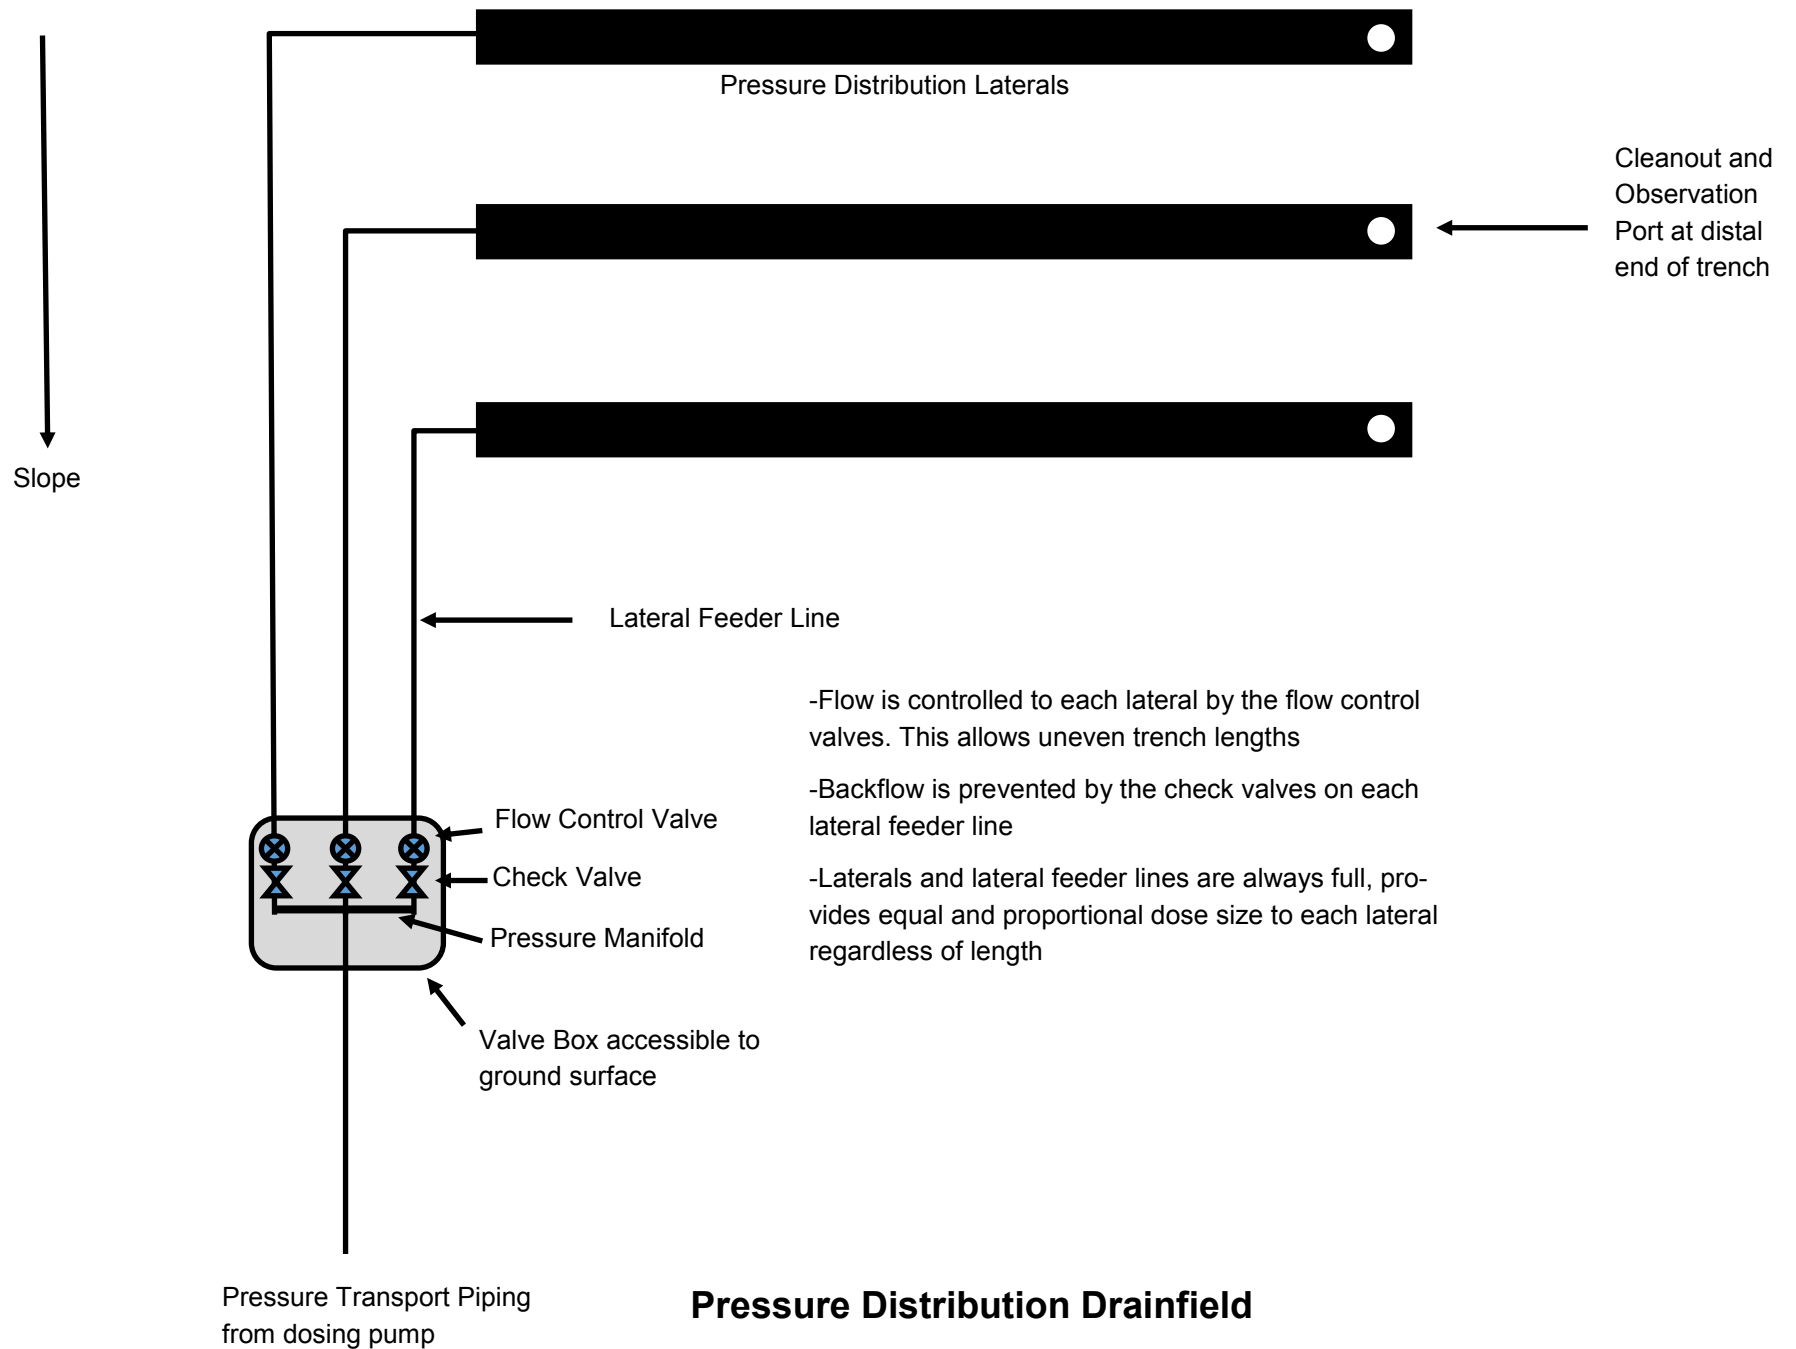 Pressure Distribution Laterals
Cleanout and
Observation
Port at distal
end of trench
Slope
Lateral Feeder Line
-Flow is controlled to each lateral by the flow control
valves. This allows uneven trench lengths
-Backflow is prevented by the check valves on each
lateral feeder line
-Laterals and lateral feeder lines are always full, pro-
vides equal and proportional dose size to each lateral
regardless of length
Flow Control Valve
Check Valve
Pressure Manifold
Valve Box accessible to
ground surface
Pressure Transport Piping
from dosing pump
Pressure Distribution Drainfield